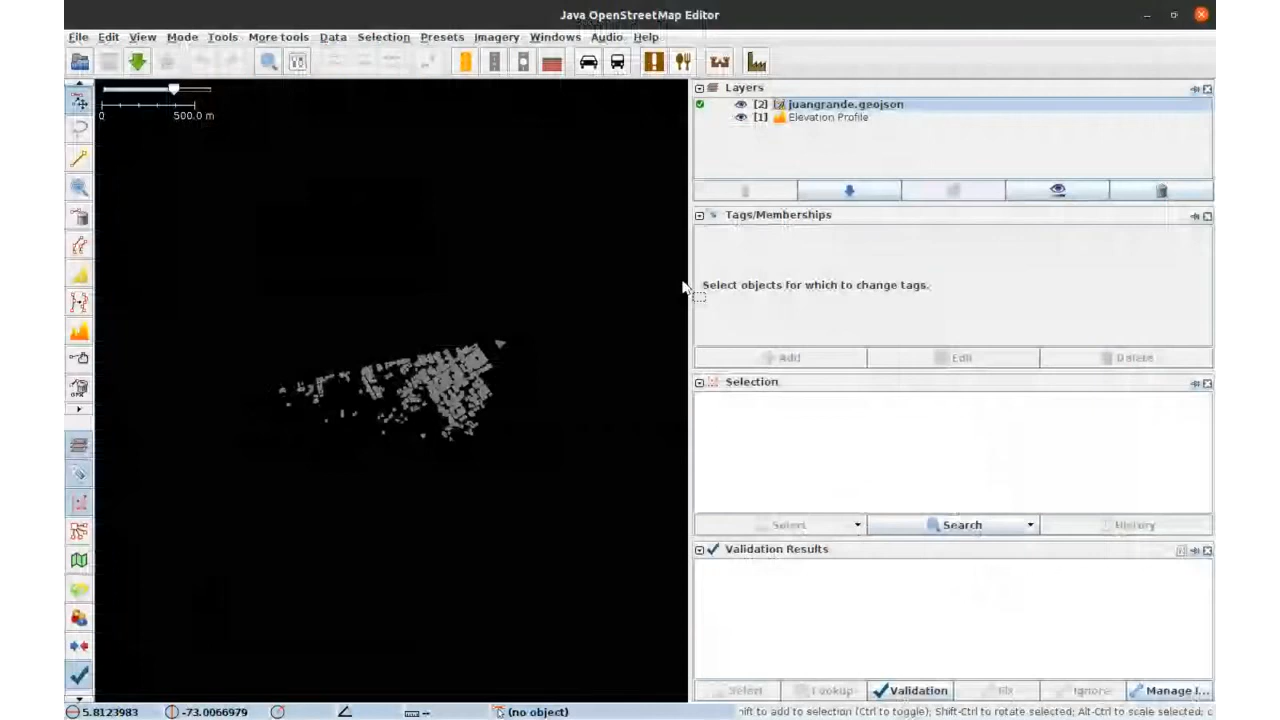 Java OpenStreetMap Editor
File Edit View Mode Tools More tools Data Selection Presets Imagery Windows Audio Help
Layers
0 500.0 m
[2] juangrande.geojson
[1] Elevation Profile
Tags/Memberships
Select objects for which to change tags.
Add Edit Delete
Selection
Select Search History
Validation Results
Select Lookup Validation Fix Ignore Manage I...
5.8123983 -73.0066979 -- (no object) hift to add to selection (Ctrl to toggle); Shift-Ctrl to rotate selected; Alt-Ctrl to scale selected; c